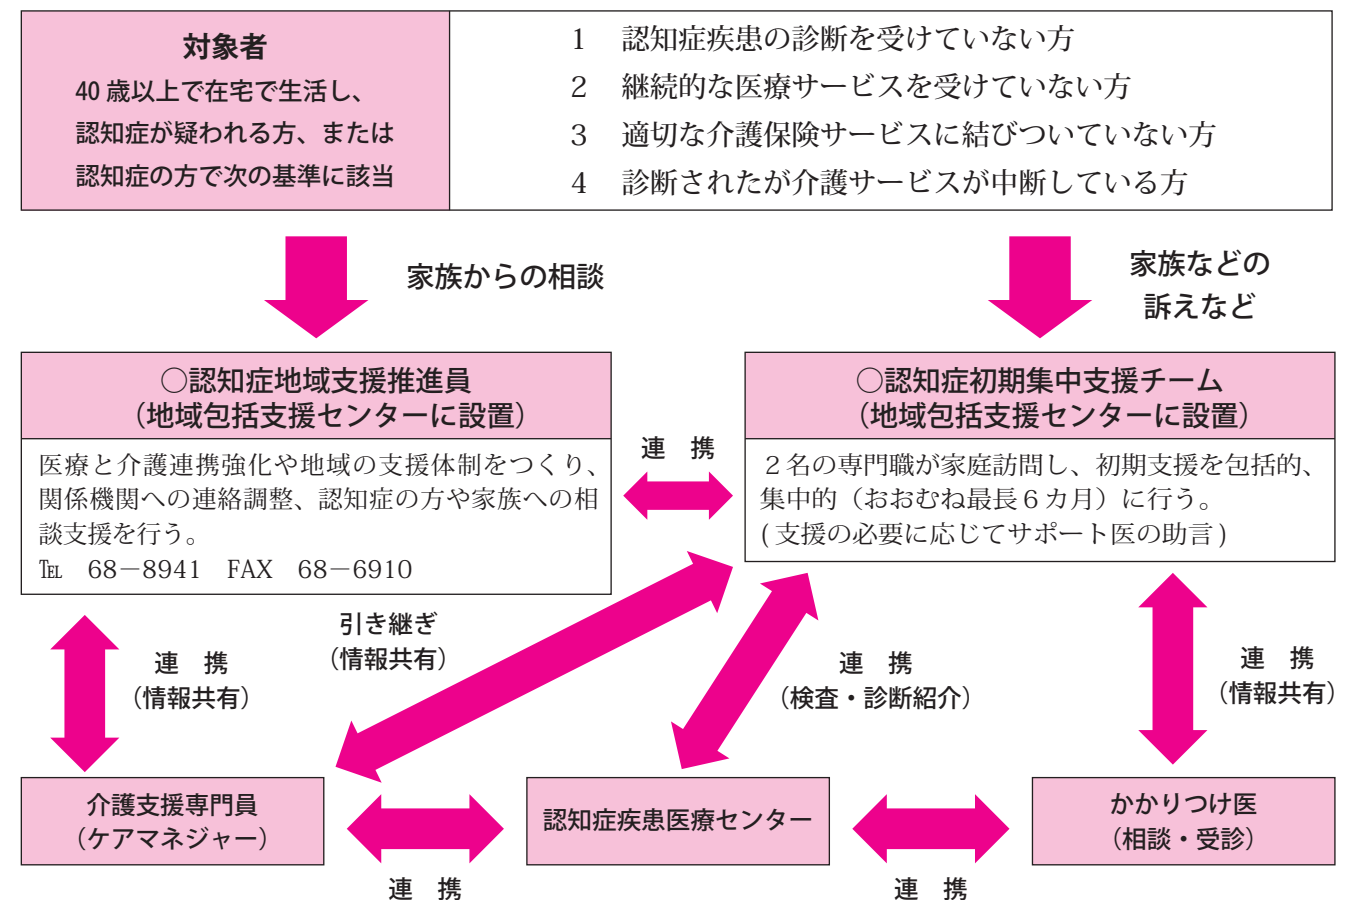 対象者
40 歳以上で在宅で生活し、
認知症が疑われる方、または
認知症の方で次の基準に該当
1 認知症疾患の診断を受けていない方
2 継続的な医療サービスを受けていない方
3 適切な介護保険サービスに結びついていない方
4 診断されたが介護サービスが中断している方
家族からの相談
家族などの
訴えなど
○認知症地域支援推進員
（地域包括支援センターに設置）
医療と介護連携強化や地域の支援体制をつくり、
関係機関への連絡調整、認知症の方や家族への相
談支援を行う。
℡ 68－8941 FAX 68－6910
連 携
○認知症初期集中支援チーム
（地域包括支援センターに設置）
２名の専門職が家庭訪問し、初期支援を包括的、
集中的（おおむね最長６カ月）に行う。
( 支援の必要に応じてサポート医の助言 )
連 携
（情報共有）
引き継ぎ
（情報共有）
連 携
（検査・診断紹介）
連 携
（情報共有）
介護支援専門員
（ケアマネジャー）
連 携
認知症疾患医療センター
連 携
かかりつけ医
（相談・受診）